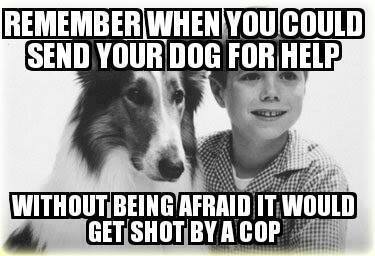 REMEMBER WHEN YOU COULD
SEND YOUR DOG FOR HELP
WITHOUT BEING AFRAID IT WOULD
GET SHOT BY A COP